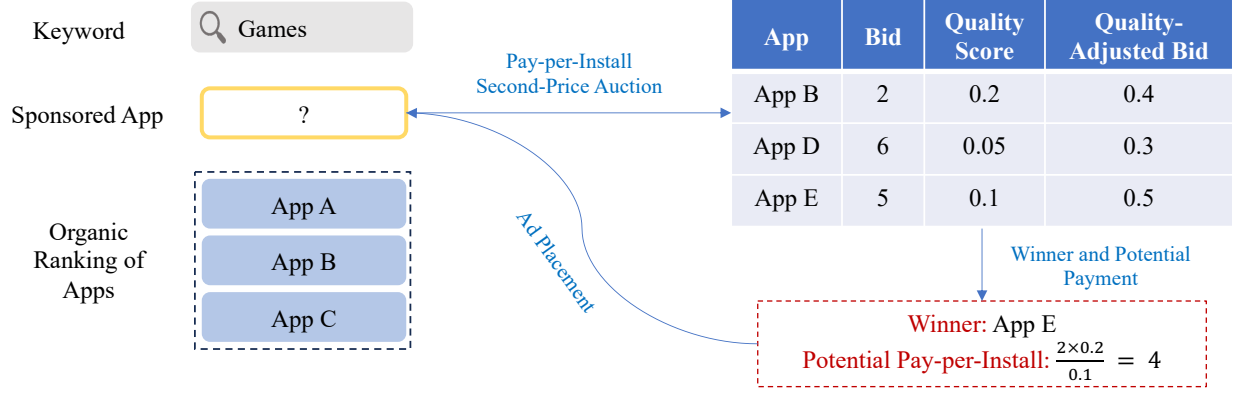 Keyword
Games
Sponsored App
?
Organic
Ranking of
Apps
App A
App B
App C
Pay-per-Install
Second-Price Auction
Ad Placement
App Bid Quality Score Quality-Adjusted Bid
App B 2 0.2 0.4
App D 6 0.05 0.3
App E 5 0.1 0.5
Winner and Potential
Payment
Winner: App E
Potential Pay-per-Install: 2×0.2/0.1 = 4